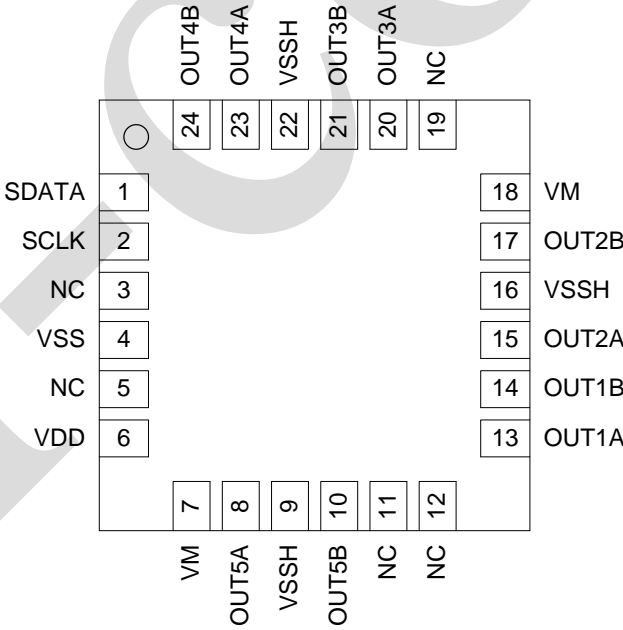 OUT4B
OUT4A
VSSH
OUT3B
OUT3A
NC
24
23
22
21
20
19
SDATA 1
SCLK 2
NC 3
VSS 4
NC 5
VDD 6
18 VM
17 OUT2B
16 VSSH
15 OUT2A
14 OUT1B
13 OUT1A
7
8
9
10
11
12
VM
OUT5A
VSSH
OUT5B
NC
NC